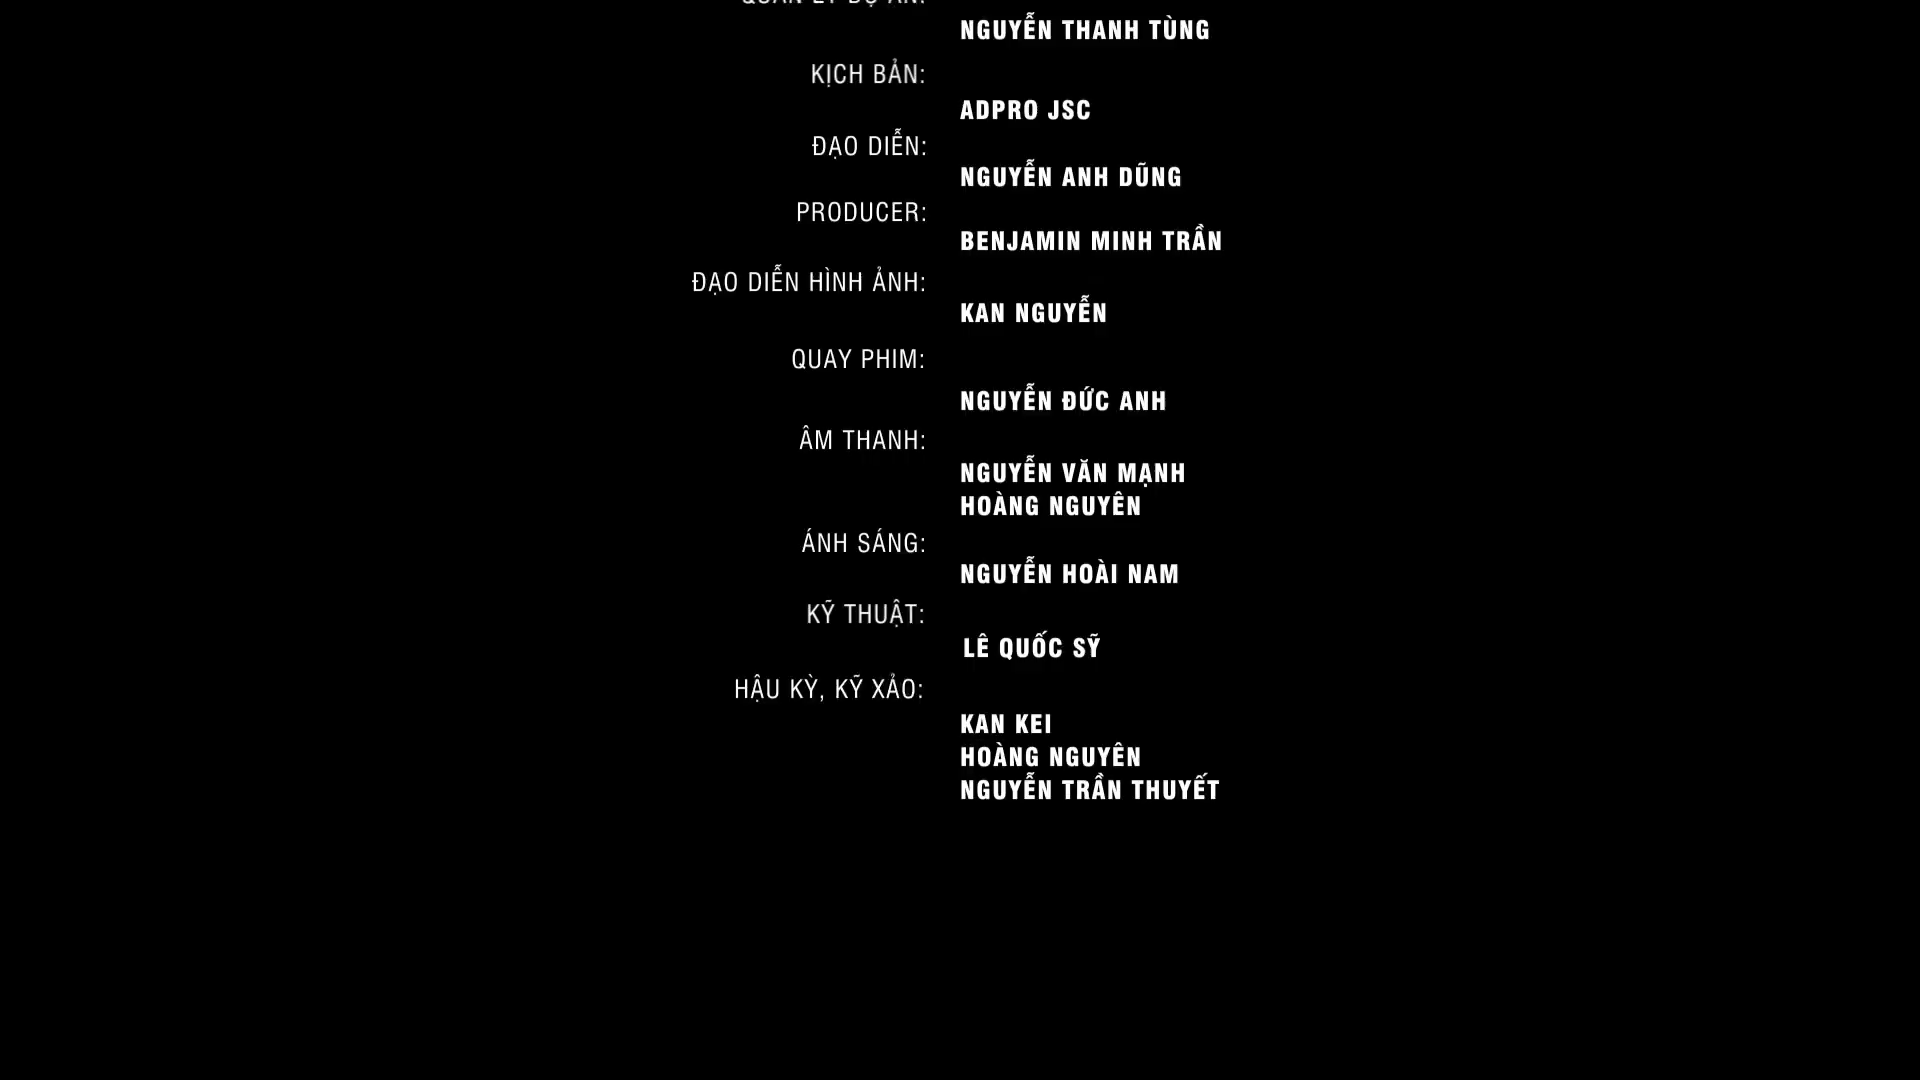 NGUYỄN THANH TÙNG
KỊCH BẢN:
ADPRO JSC
ĐẠO DIỄN:
NGUYỄN ANH DŨNG
PRODUCER:
BENJAMIN MINH TRẦN
ĐẠO DIỄN HÌNH ẢNH:
KAN NGUYỄN
QUAY PHIM:
NGUYỄN ĐỨC ANH
ÂM THANH:
NGUYỄN VĂN MẠNH
HOÀNG NGUYÊN
ÁNH SÁNG:
NGUYỄN HOÀI NAM
KỸ THUẬT:
LÊ QUỐC SỸ
HẬU KỲ, KỸ XẢO:
KAN KEI
HOÀNG NGUYÊN
NGUYỄN TRẦN THUYẾT